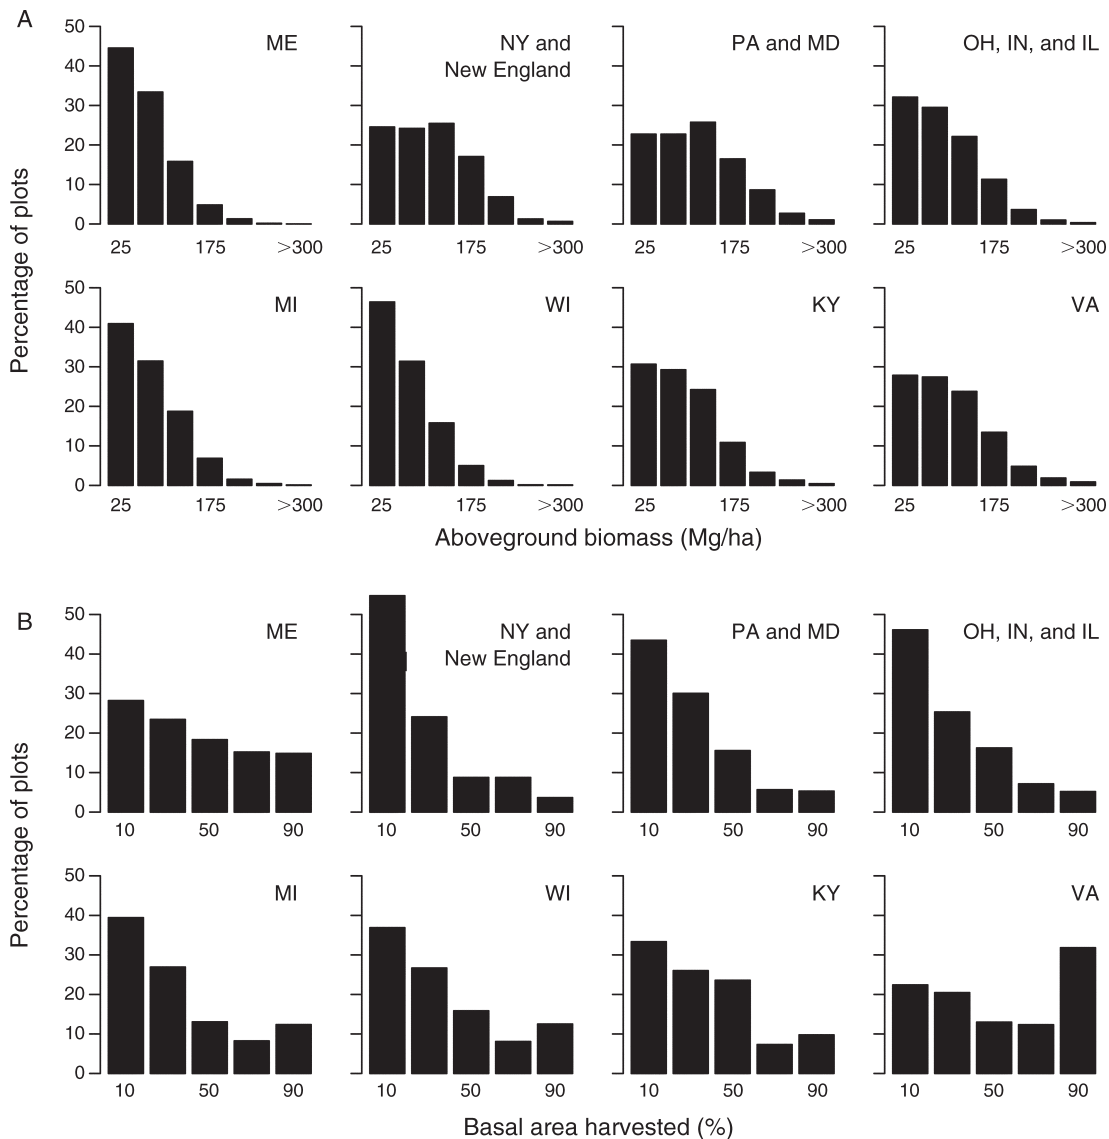 A
50
40
30
20
10
0
ME
NY and
New England
PA and MD
OH, IN, and IL
25 175 >300
25 175 >300
25 175 >300
25 175 >300
Percentage of plots
50
40
30
20
10
0
MI
WI
KY
VA
25 175 >300
25 175 >300
25 175 >300
25 175 >300
Aboveground biomass (Mg/ha)
B
50
40
30
20
10
0
ME
NY and
New England
PA and MD
OH, IN, and IL
10 50 90
10 50 90
10 50 90
10 50 90
Percentage of plots
50
40
30
20
10
0
MI
WI
KY
VA
10 50 90
10 50 90
10 50 90
10 50 90
Basal area harvested (%)